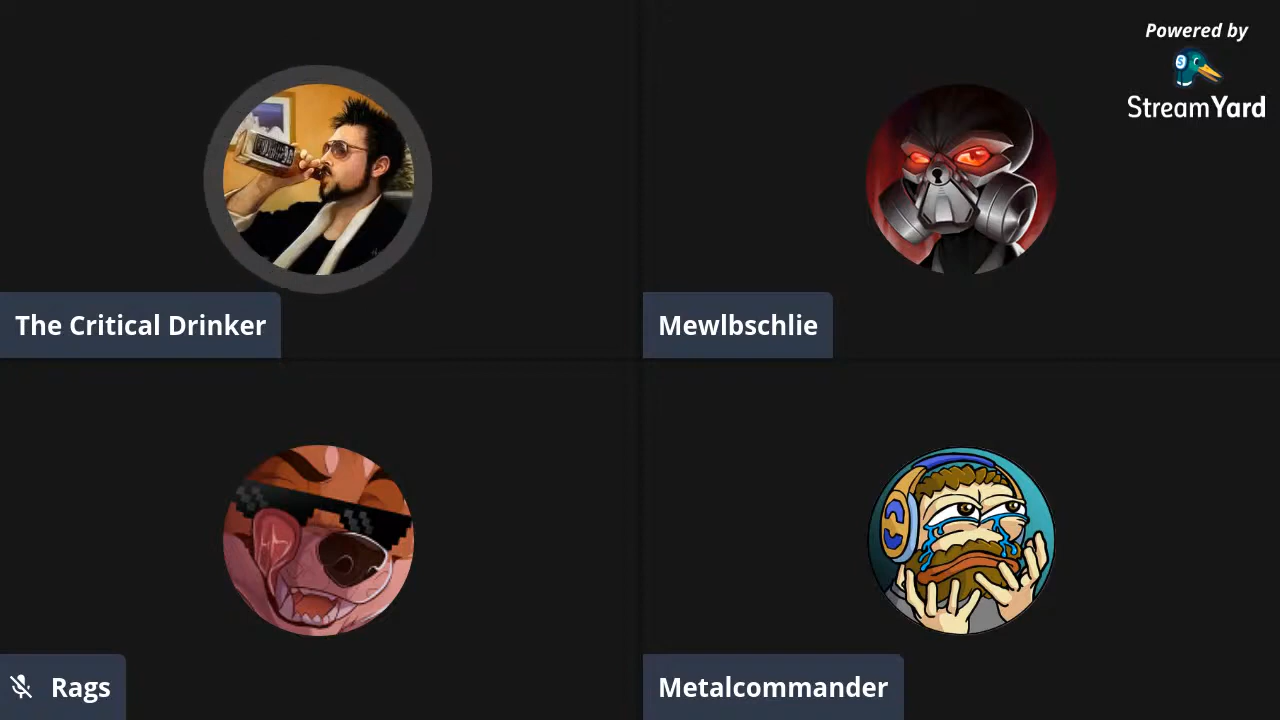 Powered by
StreamYard
The Critical Drinker
Mewlbschlie
Rags
Metalcommander